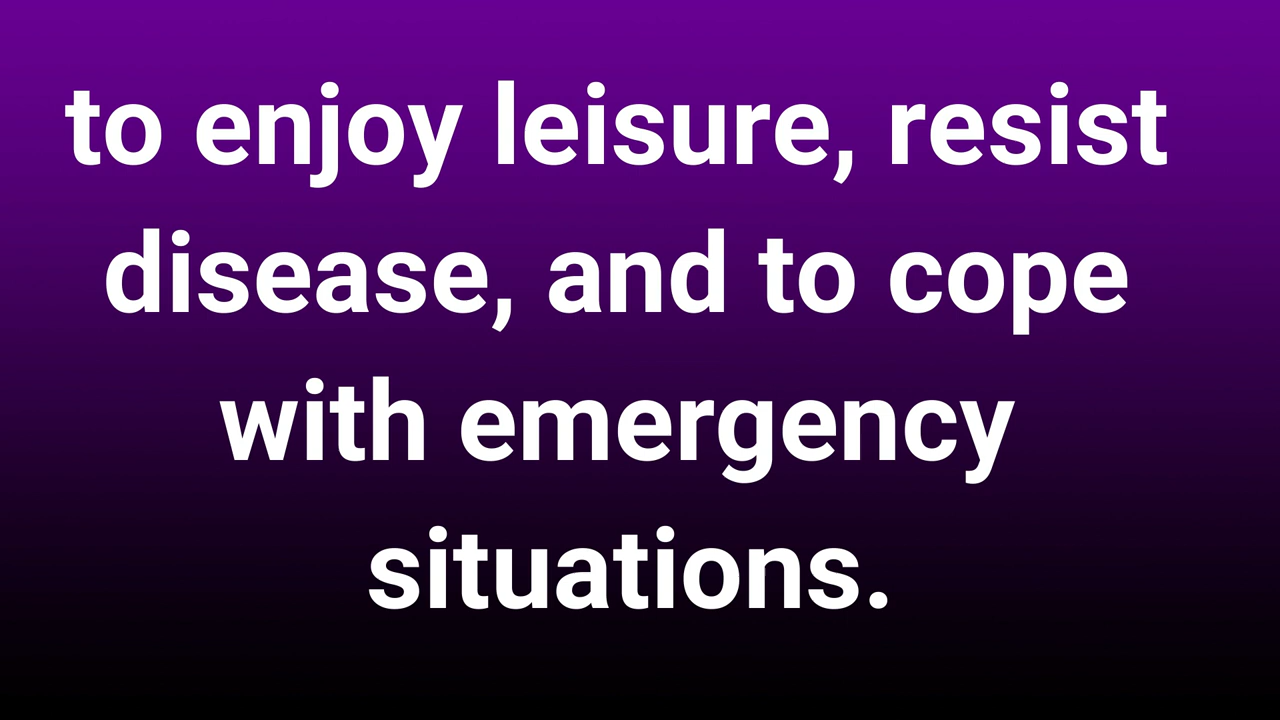 to enjoy leisure, resist
disease, and to cope
with emergency
situations.